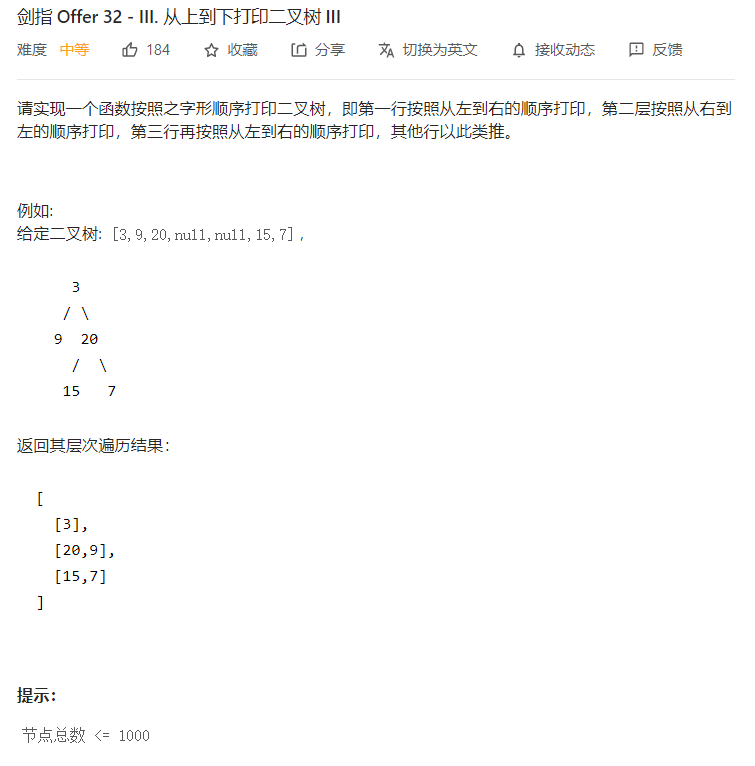 剑指 Offer 32 - III. 从上到下打印二叉树 III
难度 中等 184 收藏 分享 切换为英文 接收动态 反馈
请实现一个函数按照之字形顺序打印二叉树，即第一行按照从左到右的顺序打印，第二层按照从右到
左的顺序打印，第三行再按照从左到右的顺序打印，其他行以此类推。
例如:
给定二叉树: [3,9,20,null,null,15,7],
3
/ \
9 20
/ \
15 7
返回其层次遍历结果：
[
[3],
[20,9],
[15,7]
]
提示：
节点总数 <= 1000